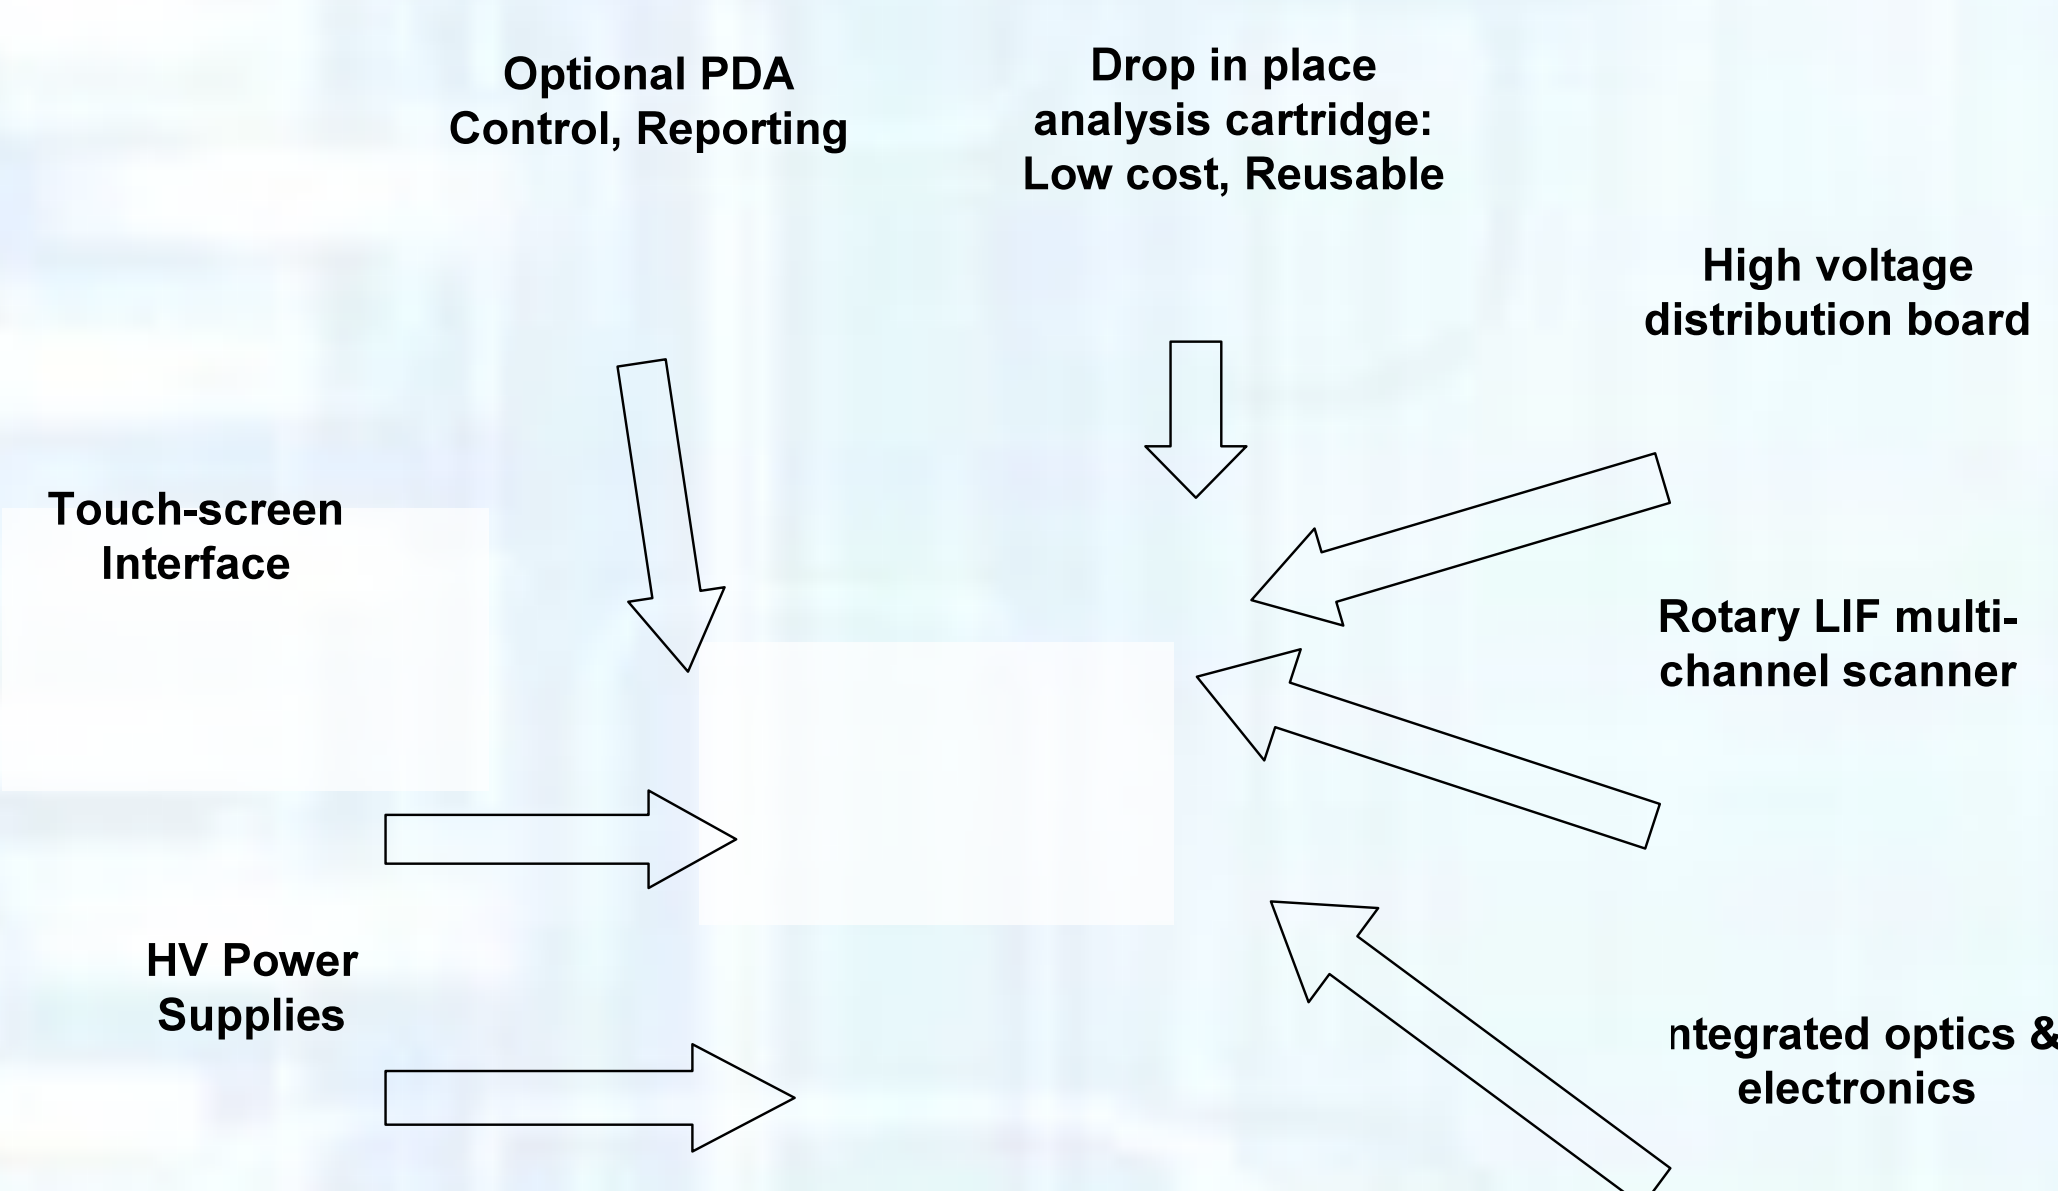 Optional PDA
Control, Reporting
Drop in place
analysis cartridge:
Low cost, Reusable
High voltage
distribution board
Touch-screen
Interface
Rotary LIF multi-
channel scanner
HV Power
Supplies
ntegrated optics &
electronics